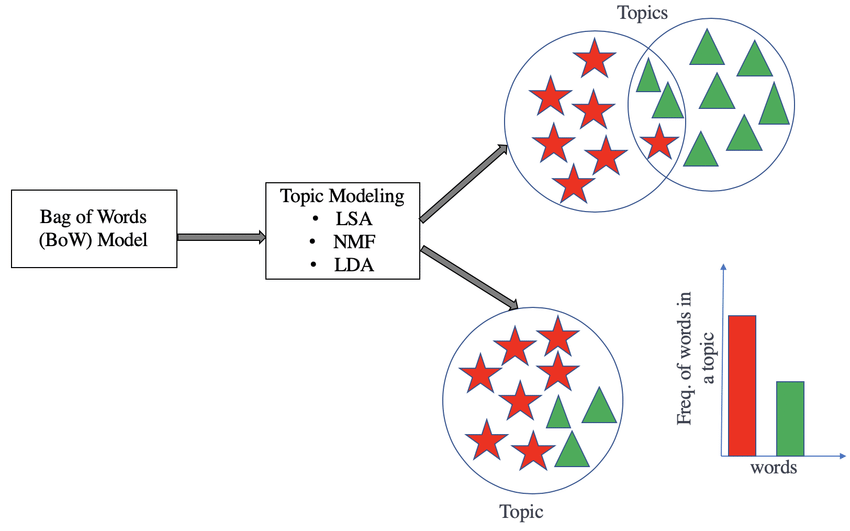 Topics
Bag of Words
(BoW) Model
Topic Modeling
• LSA
• NMF
• LDA
Freq. of words in
a topic
words
Topic